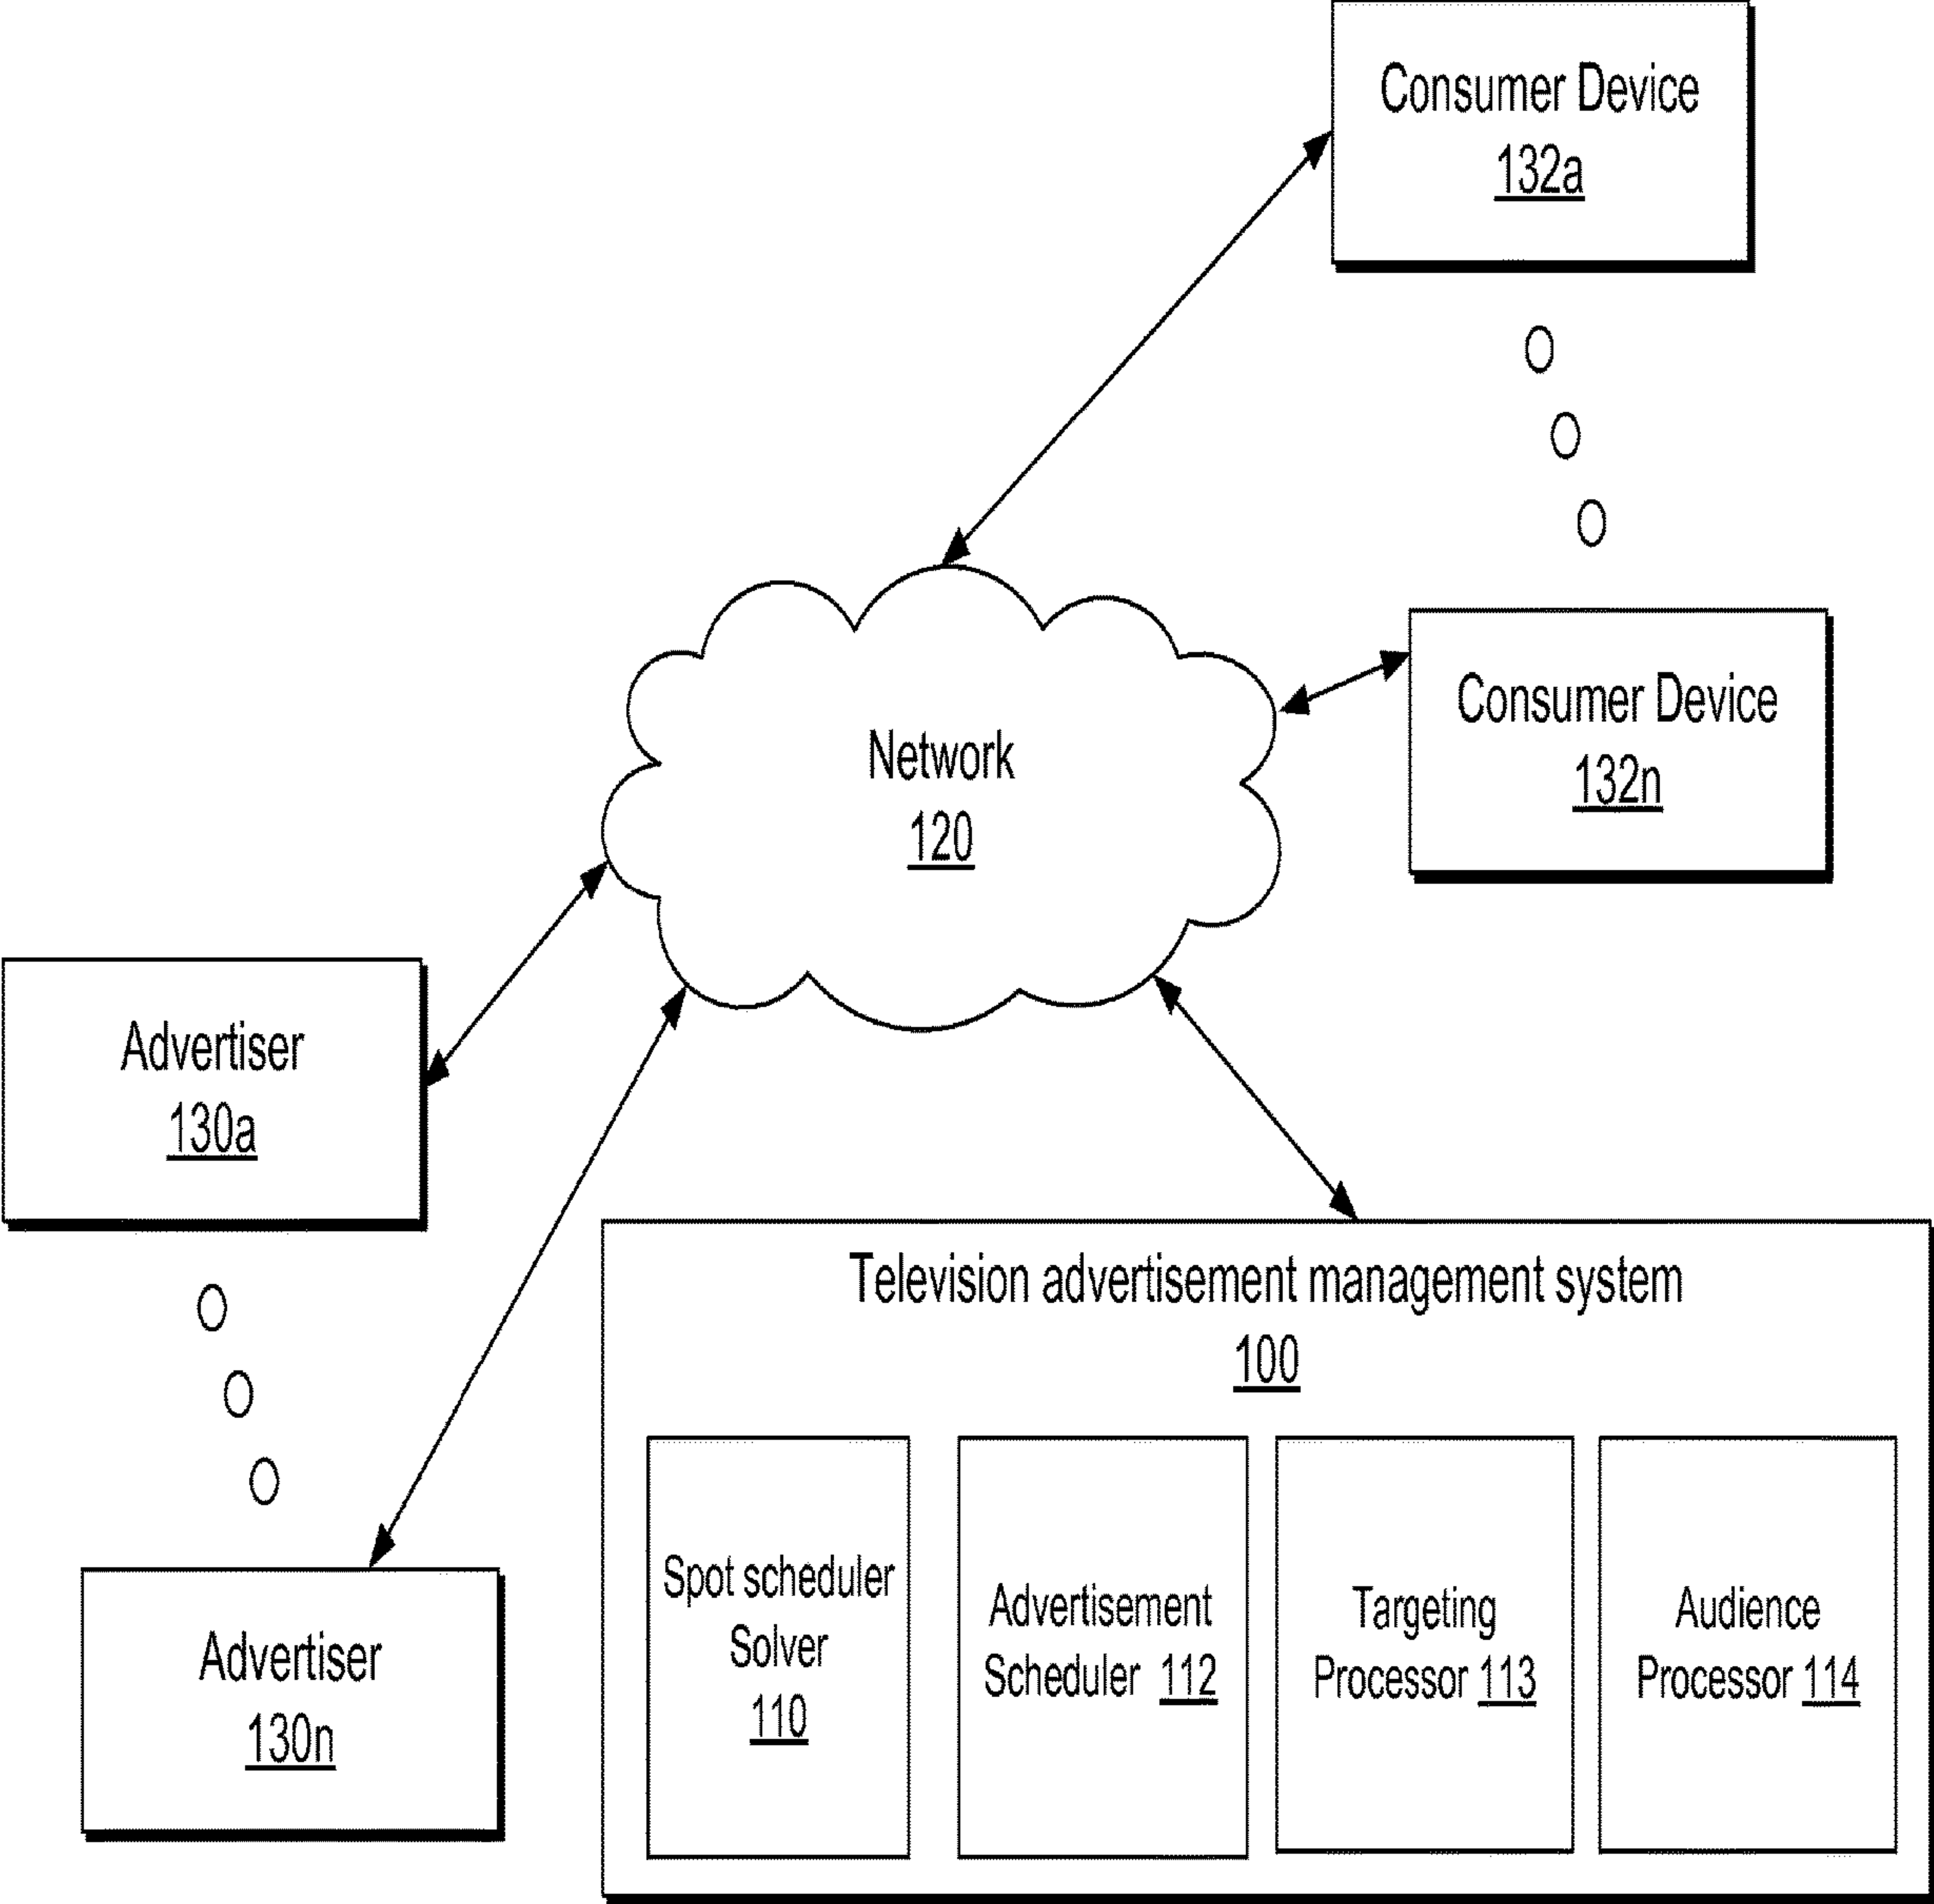 Consumer Device
132a
Consumer Device
132n
Network
120
Advertiser
130a
Advertiser
130n
Television advertisement management system
100
Spot scheduler
Solver
110
Advertisement
Scheduler 112
Targeting
Processor 113
Audience
Processor 114